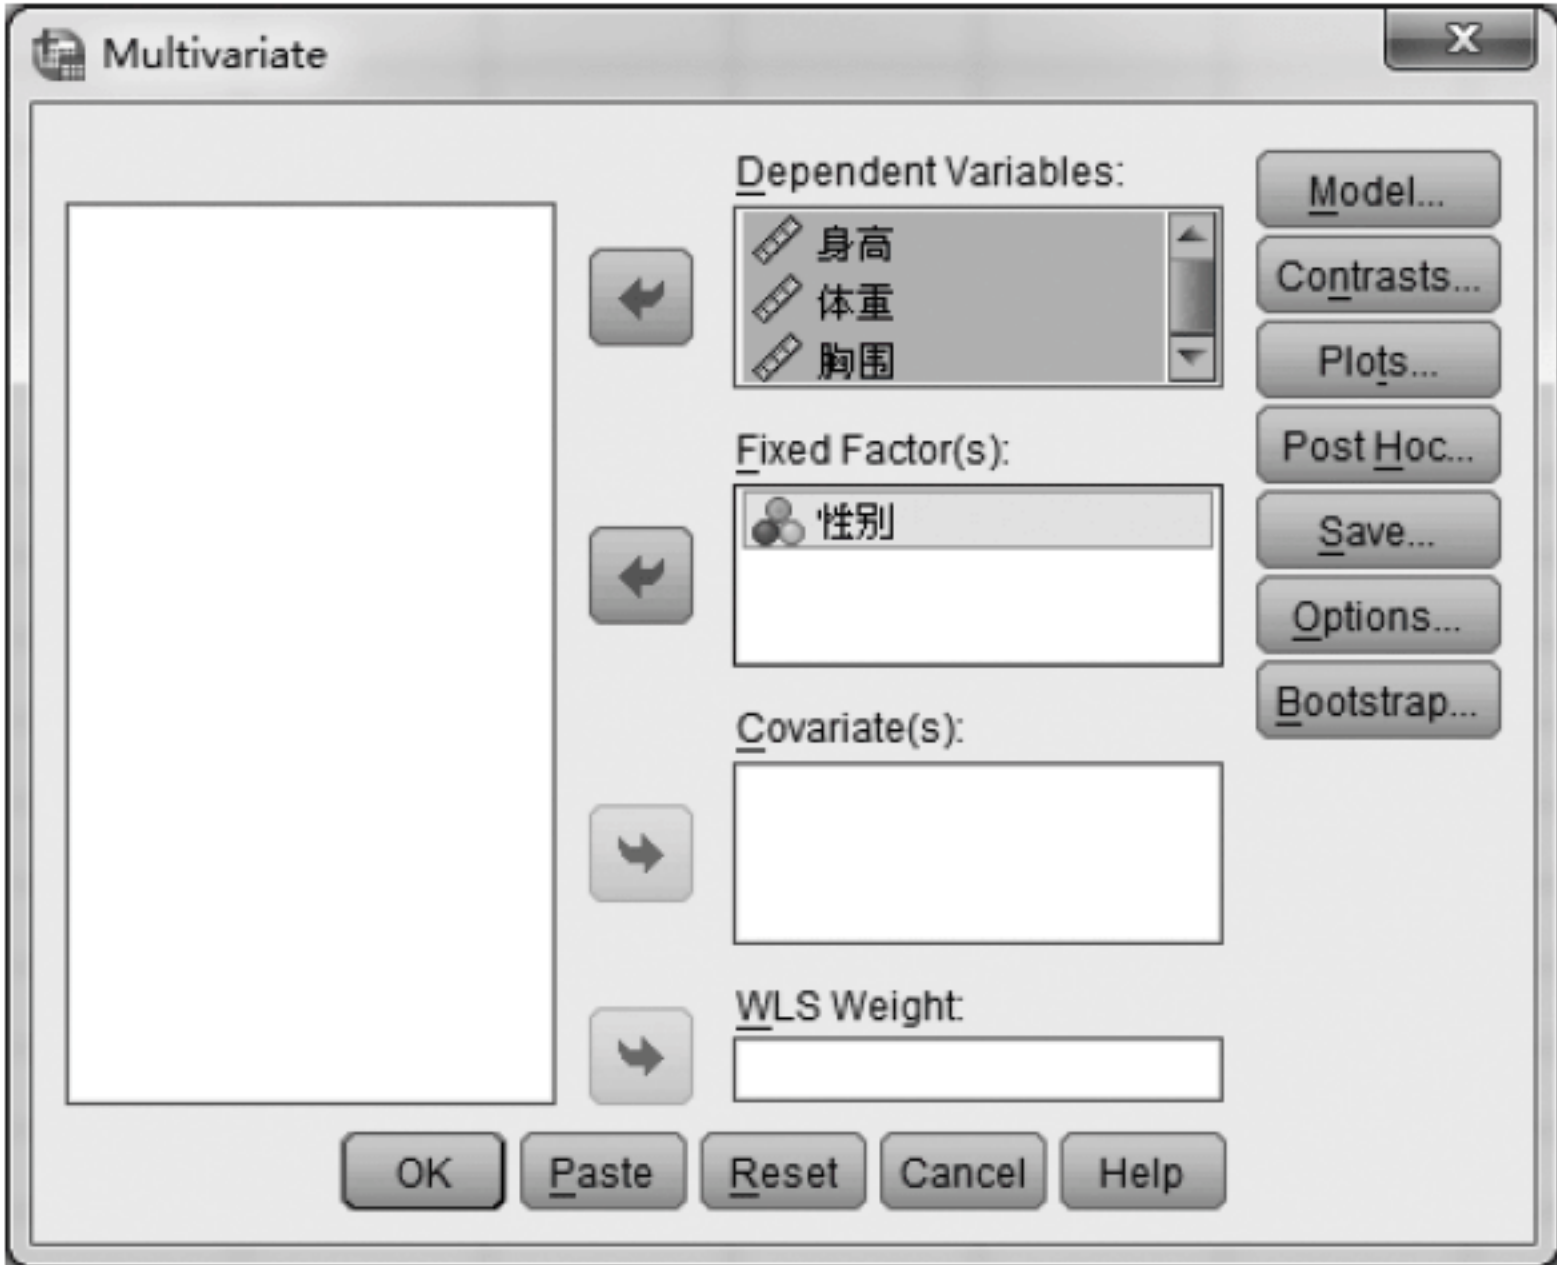 Multivariate
Dependent Variables:
身高
体重
胸围
Fixed Factor(s):
性别
Covariate(s):
WLS Weight:
Model...
Contrasts...
Plots...
Post Hoc...
Save...
Options...
Bootstrap...
OK
Paste
Reset
Cancel
Help